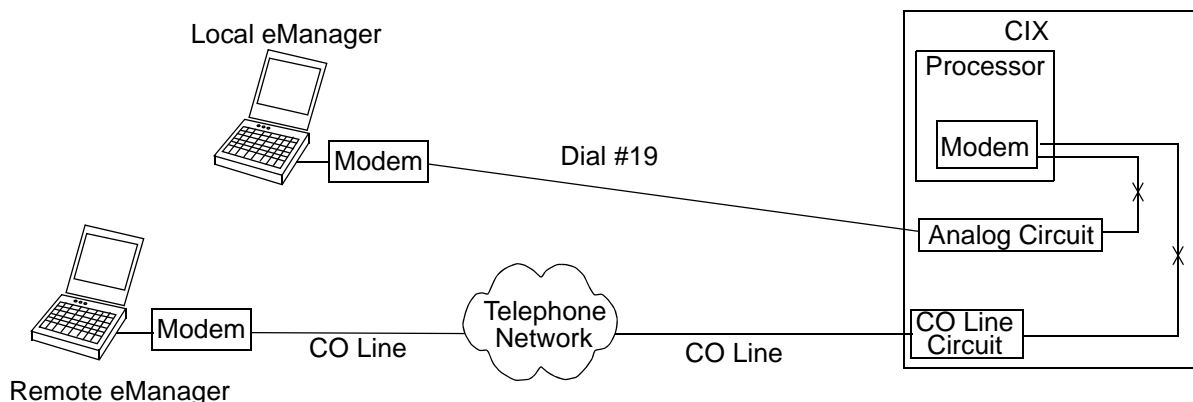 Local eManager
CIX
Processor
Modem
Modem
Dial #19
Analog Circuit
Telephone
Network
CO Line
Circuit
Modem
CO Line
CO Line
Remote eManager